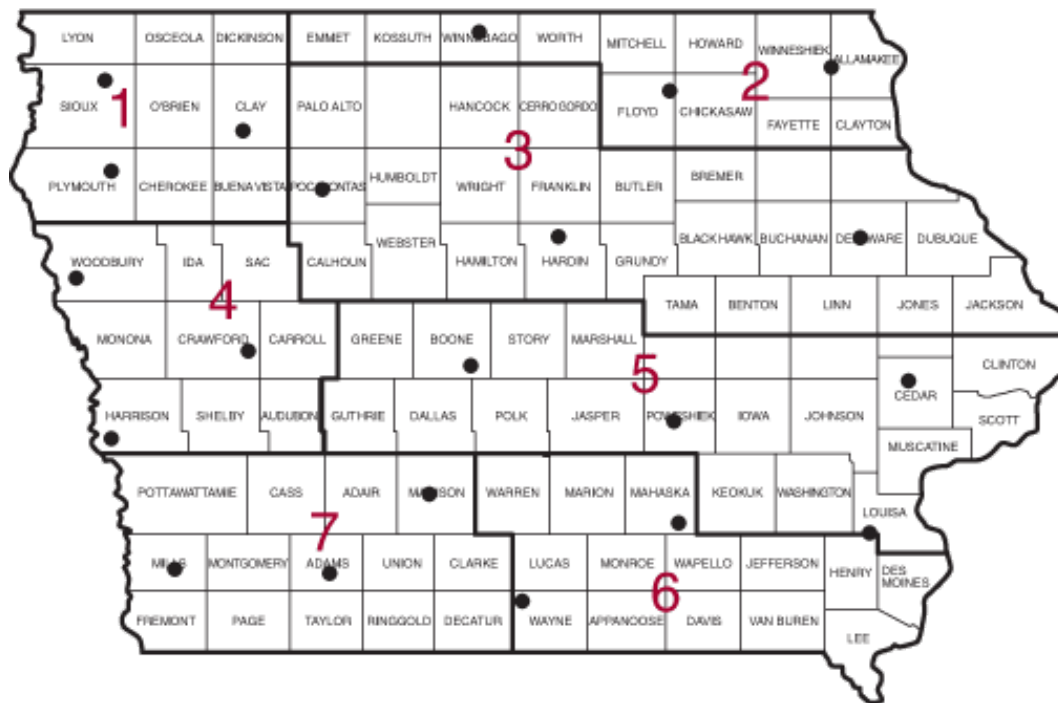 LYON OSCEOLA DICKINSON EMMET KOSSUTH WINNEBAGO WORTH MITCHELL HOWARD WINNESHIEK ALLAMAKEE
1 2
SIOUX O'BRIEN CLAY PALO ALTO HANCOCK CERRO GORDO FLOYD CHICKASAW FAYETTE CLAYTON
3
PLYMOUTH CHEROKEE BUENA VISTA POCOHONTAS HUMBOLDT WRIGHT FRANKLIN BUTLER BREMER
WEBSTER BLACK HAWK BUCHANAN DELAWARE DUBUQUE
WOODBURY IDA SAC CALHOUN HAMILTON HARDIN GRUNDY
4
TAMA BENTON LINN JONES JACKSON
MONONA CRAWFORD CARROLL GREENE BOONE STORY MARSHALL
CLINTON
5
CEDAR
HARRISON SHELBY AUDUBON GUTHRIE DALLAS POLK JASPER POWESHIEK IOWA JOHNSON SCOTT
MUSCATINE
POTTAWATTAMIE CASS ADAIR MADISON WARREN MARION MAHASKA KEOKUK WASHINGTON
LOUISA
7
MILLS MONTGOMERY ADAMS UNION CLARKE LUCAS MONROE WAPELLO JEFFERSON HENRY DES
MOINES
6
FREMONT PAGE TAYLOR RINGGOLD DECATUR WAYNE APPANOOSE DAVIS VAN BUREN
LEE